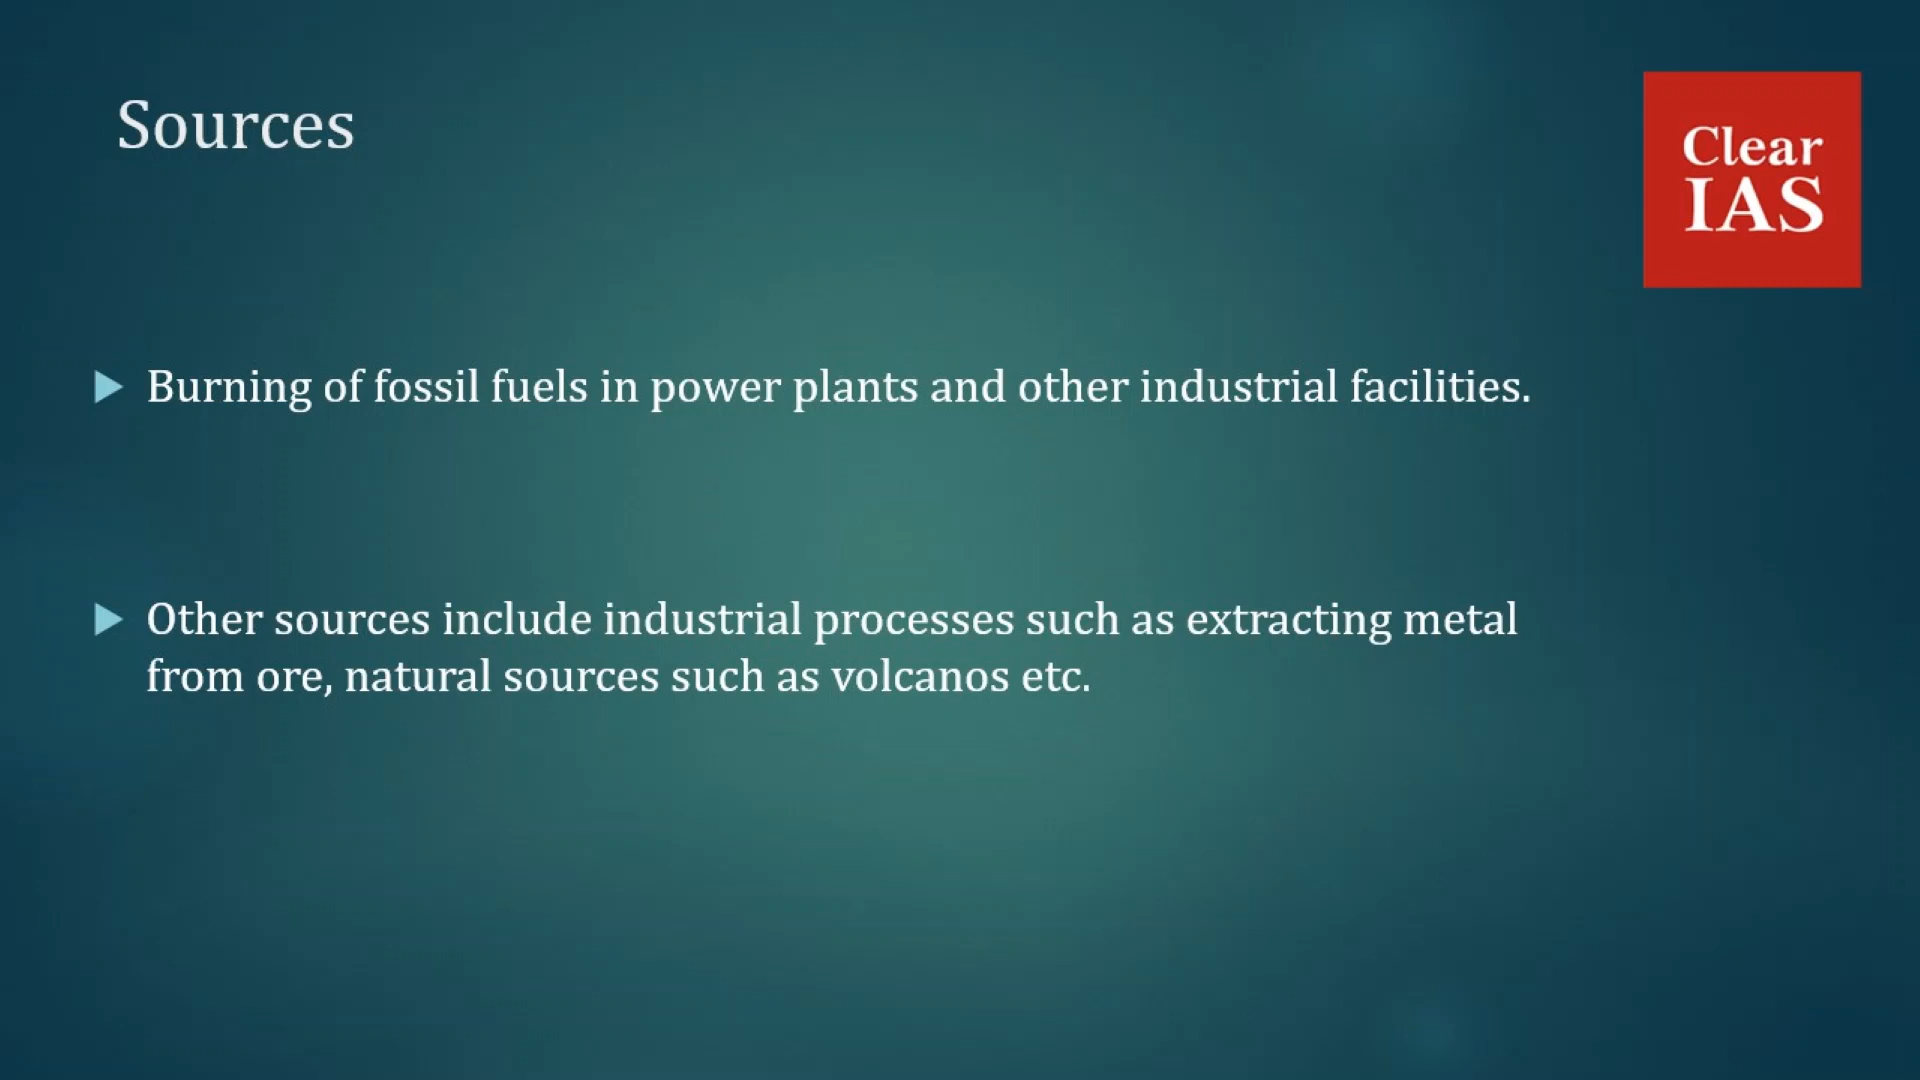 Sources
Clear
IAS
Burning of fossil fuels in power plants and other industrial facilities.
Other sources include industrial processes such as extracting metal
from ore, natural sources such as volcanos etc.